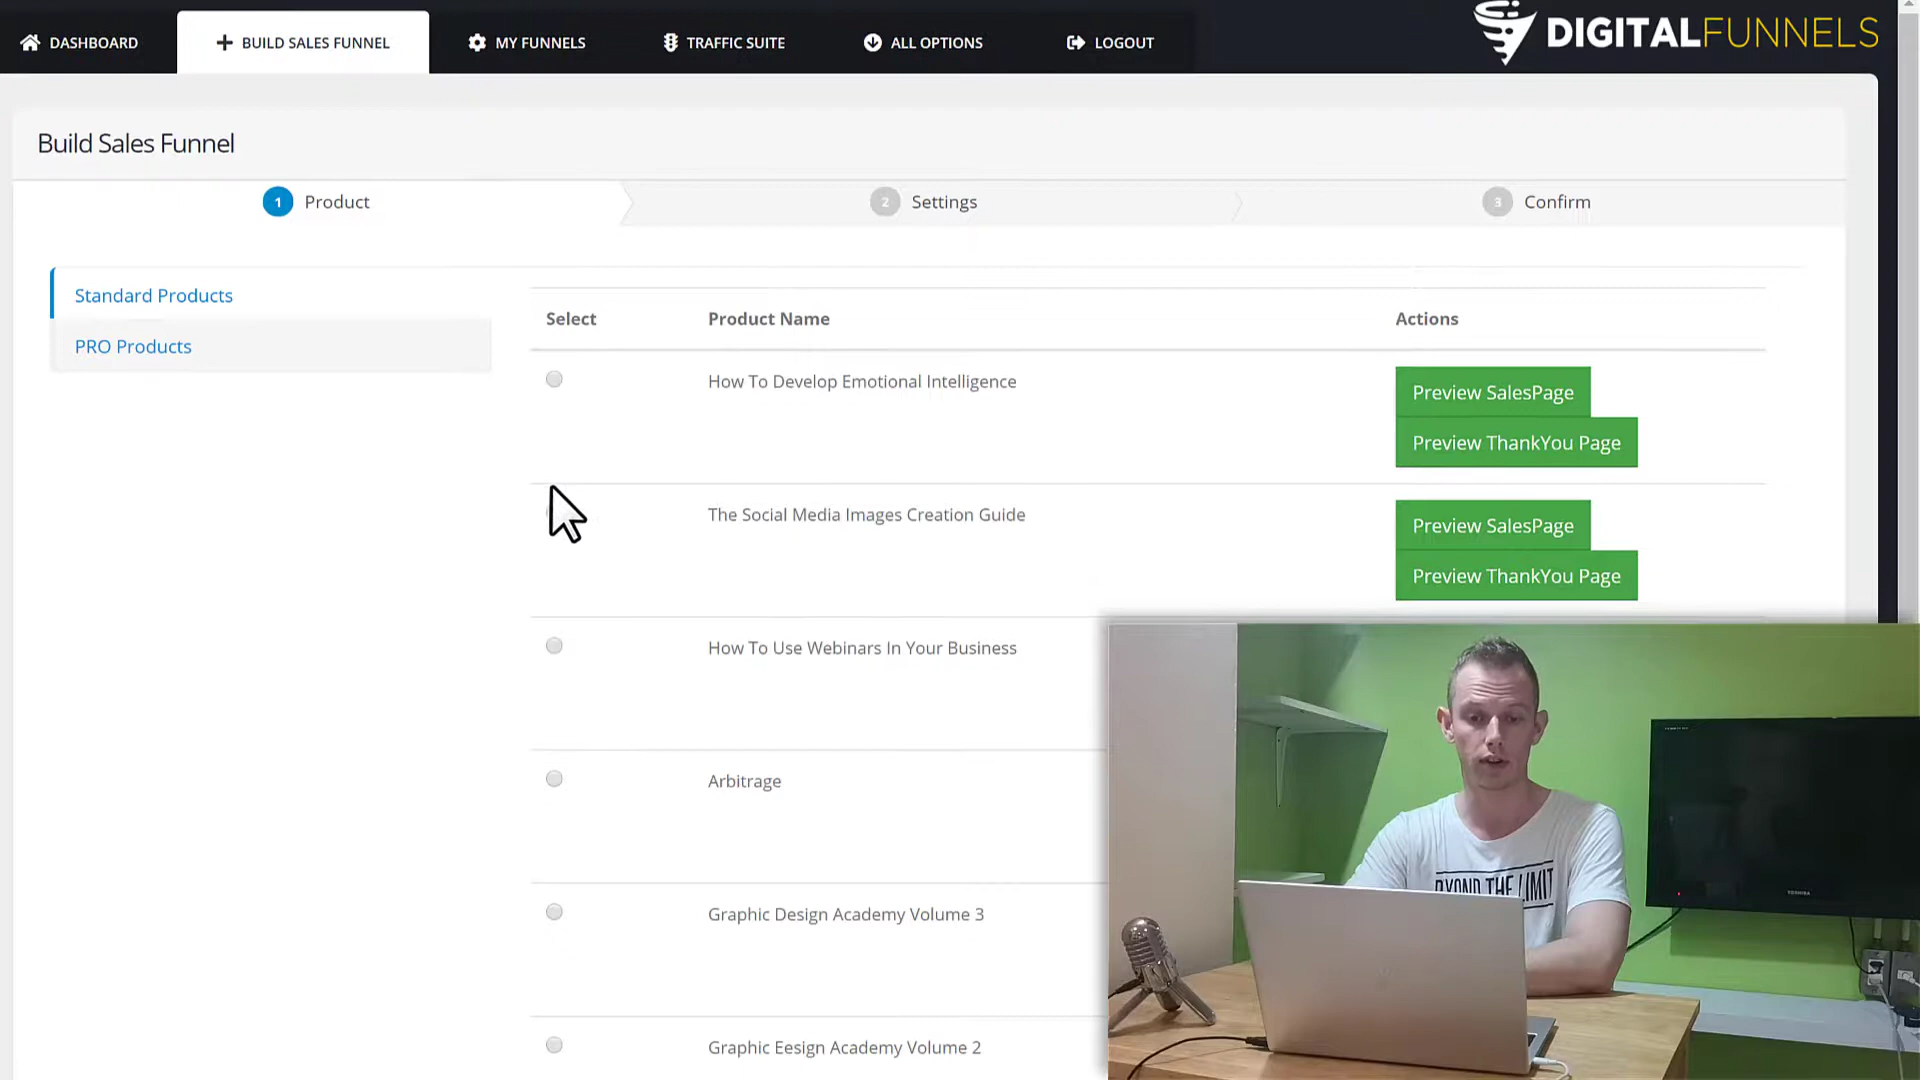 DASHBOARD
BUILD SALES FUNNEL
MY FUNNELS
TRAFFIC SUITE
ALL OPTIONS
LOGOUT
DIGITALFUNNELS
Build Sales Funnel
1 Product
2 Settings
3 Confirm
Standard Products
PRO Products
Select Product Name Actions
How To Develop Emotional Intelligence
Preview SalesPage
Preview ThankYou Page
The Social Media Images Creation Guide
Preview SalesPage
Preview ThankYou Page
How To Use Webinars In Your Business
Arbitrage
Graphic Design Academy Volume 3
Graphic Eesign Academy Volume 2
THE LIMIT
TOSHIBA